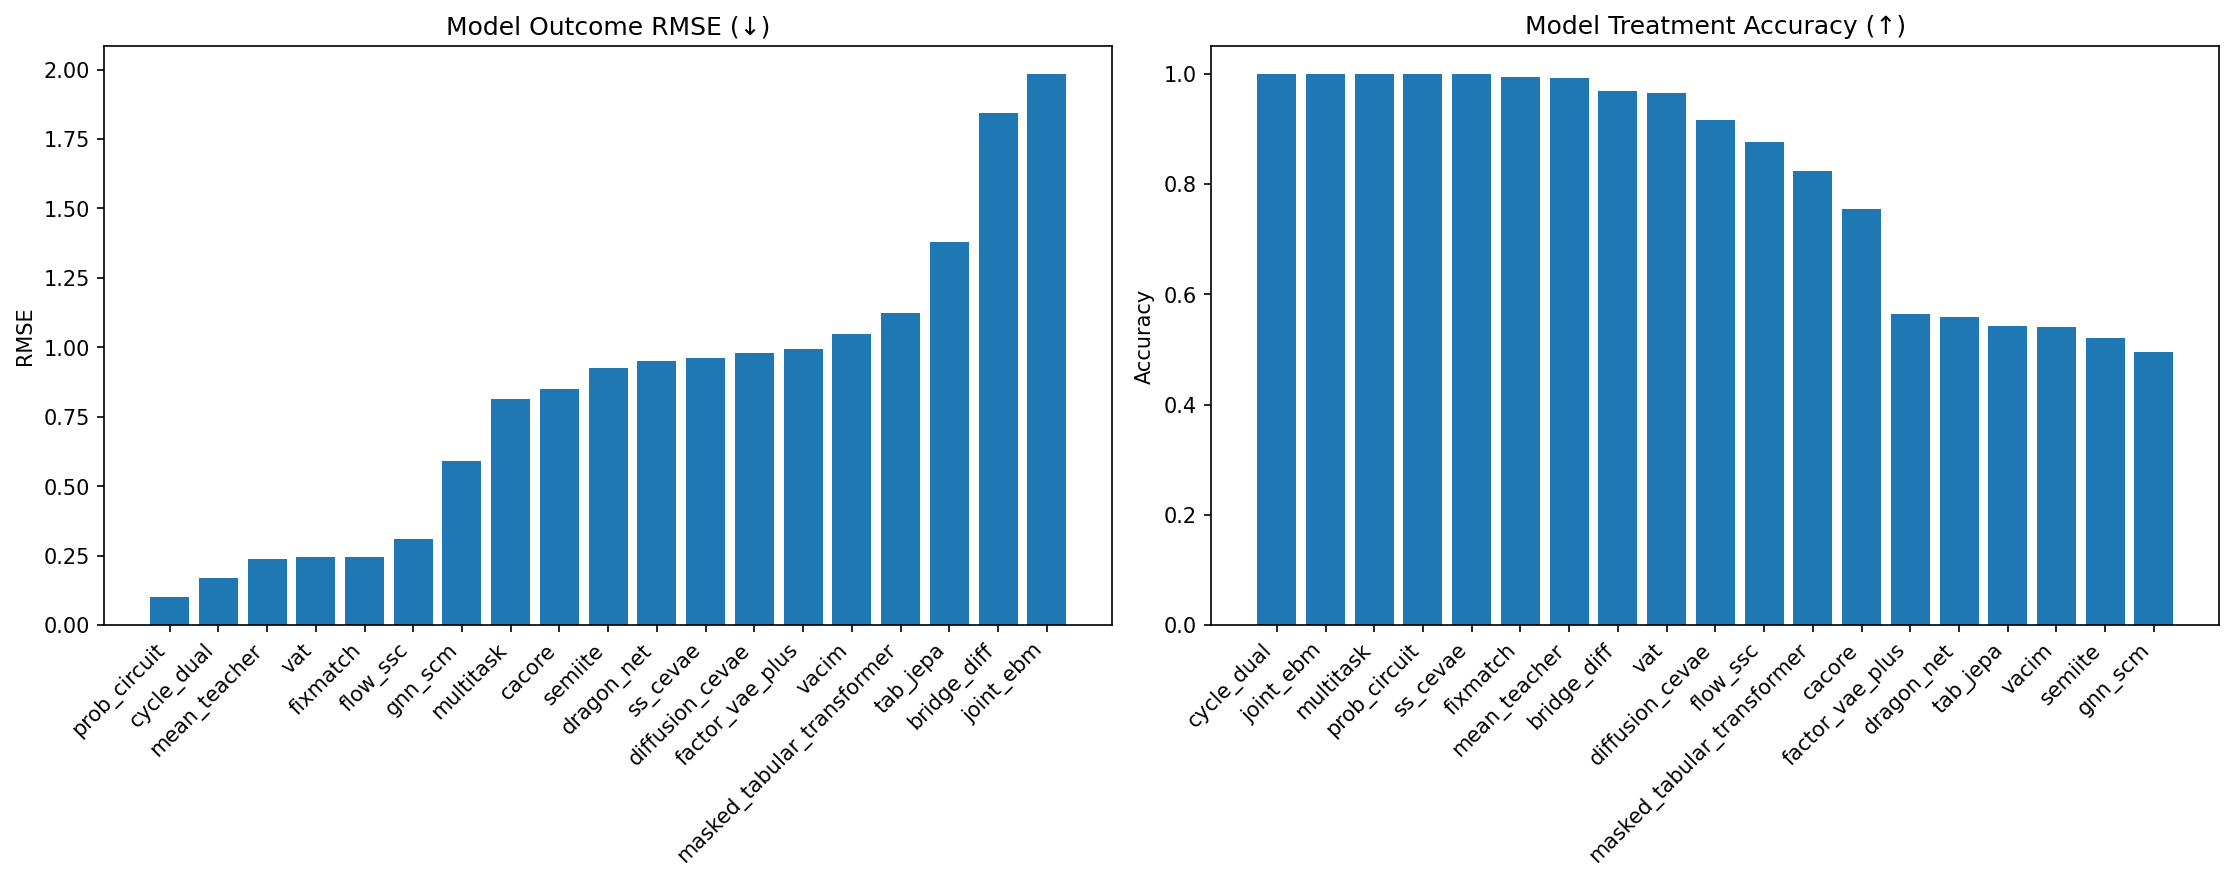 Model Outcome RMSE (↓)
RMSE
2.00
1.75
1.50
1.25
1.00
0.75
0.50
0.25
0.00
prob_circuit
cycle_dual
mean_teacher
vat
fixmatch
flow_ssc
gnn_scm
multitask
cacore
semiite
dragon_net
ss_cevae
diffusion_cevae
factor_vae_plus
vacim
masked_tabular_transformer
tab_jepa
bridge_diff
joint_ebm
Model Treatment Accuracy (↑)
Accuracy
1.0
0.8
0.6
0.4
0.2
0.0
cycle_dual
joint_ebm
multitask
prob_circuit
ss_cevae
fixmatch
mean_teacher
bridge_diff
vat
diffusion_cevae
flow_ssc
masked_tabular_transformer
cacore
factor_vae_plus
dragon_net
tab_jepa
vacim
semiite
gnn_scm